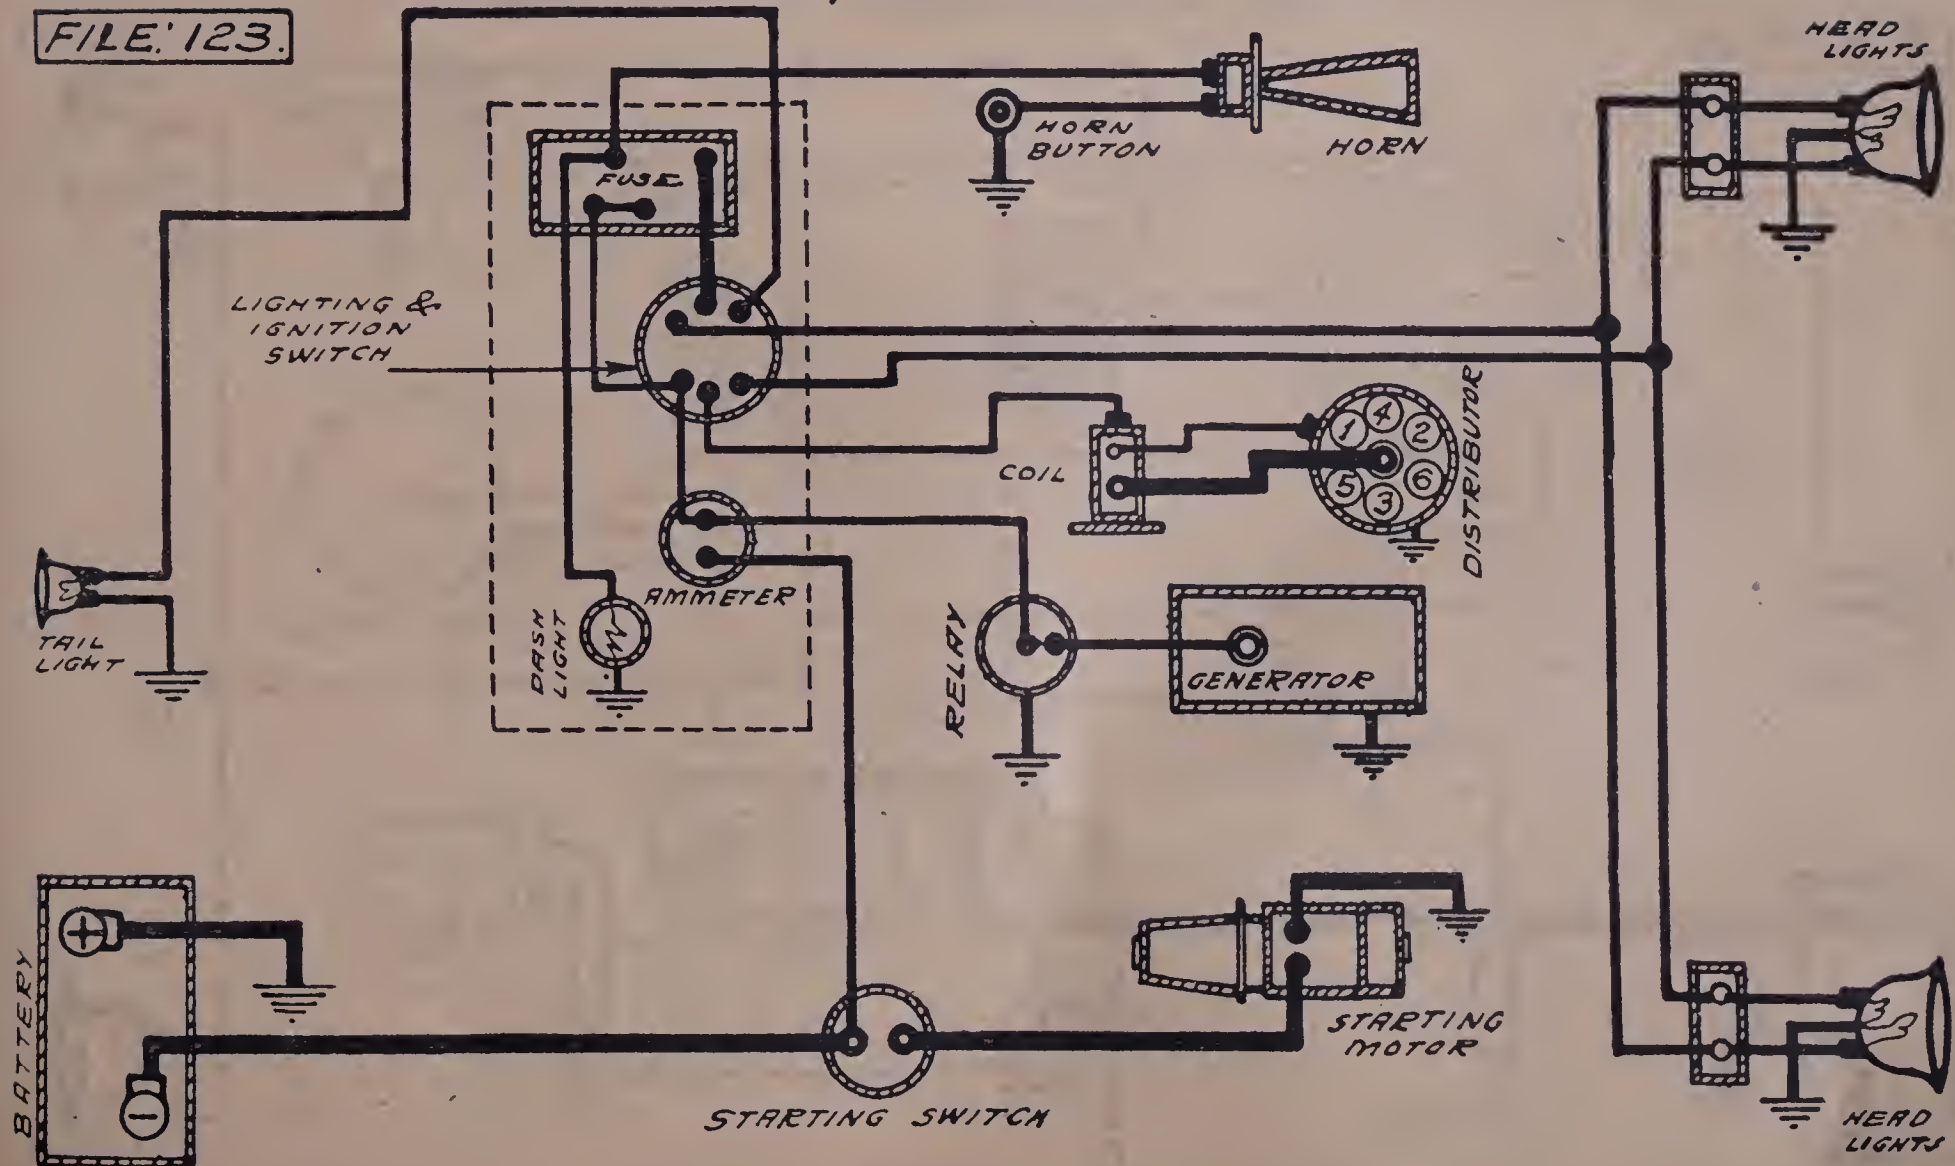 FILE: 123.
HEAD
LIGHTS
HORN
BUTTON
HORN
FUSE
LIGHTING &
IGNITION
SWITCH
COIL
1
4
2
5
6
3
DISTRIBUTOR
AMMETER
DASH
LIGHT
TAIL
LIGHT
RELAY
GENERATOR
BATTERY
+
−
STARTING
MOTOR
STARTING SWITCH
HEAD
LIGHTS